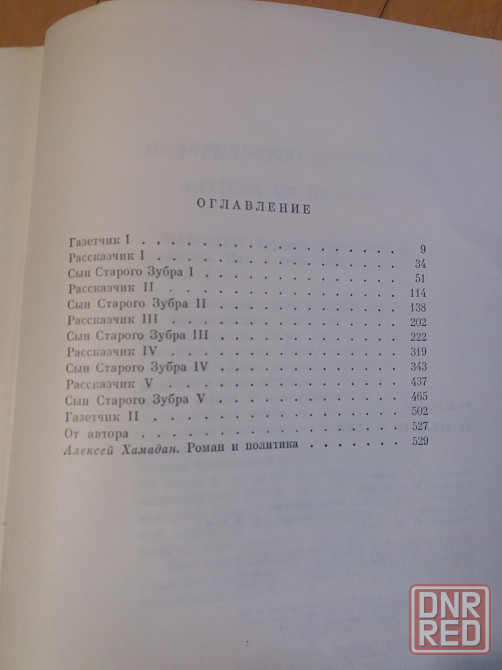 ОГЛАВЛЕНИЕ
Газетчик I . . . . . . . . . . . . . . . . . 9
Рассказчик I . . . . . . . . . . . . . . . . 34
Сын Старого Зубра I . . . . . . . . . . . . . 51
Рассказчик II . . . . . . . . . . . . . . . . 114
Сын Старого Зубра II . . . . . . . . . . . . 138
Рассказчик III . . . . . . . . . . . . . . . 202
Сын Старого Зубра III . . . . . . . . . . . . 222
Рассказчик IV . . . . . . . . . . . . . . . 319
Сын Старого Зубра IV . . . . . . . . . . . . 343
Рассказчик V . . . . . . . . . . . . . . . 437
Сын Старого Зубра V . . . . . . . . . . . . 465
Газетчик II . . . . . . . . . . . . . . . . 502
От автора . . . . . . . . . . . . . . . . . 527
Алексей Хамадан. Роман и политика . . . . . . 529
DNR
RED